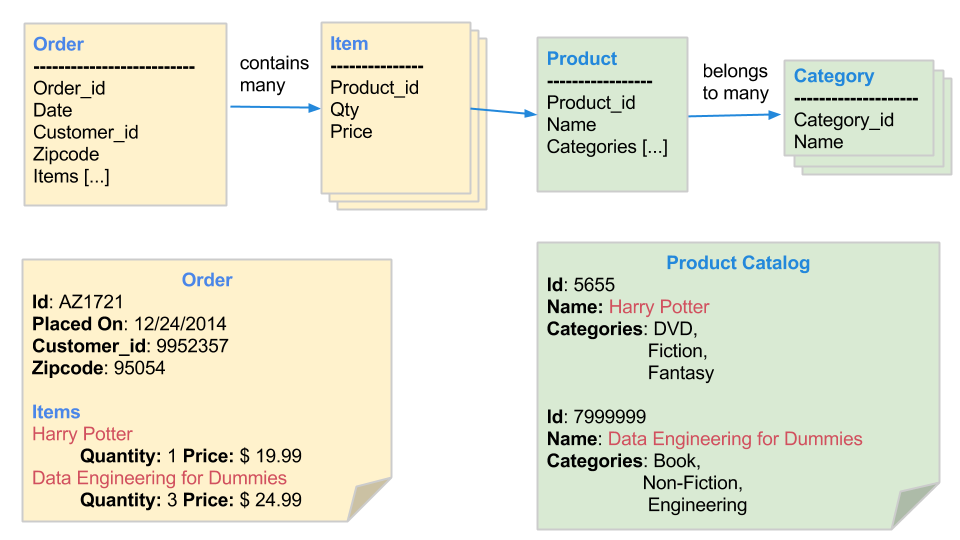 Order
--------------------------
Order_id
Date
Customer_id
Zipcode
Items [...]
contains
many
Item
---------------
Product_id
Qty
Price
Product
-----------------
Product_id
Name
Categories [...]
belongs
to many
Category
--------------------
Category_id
Name
Order
Id: AZ1721
Placed On: 12/24/2014
Customer_id: 9952357
Zipcode: 95054
Items
Harry Potter
Quantity: 1 Price: $ 19.99
Data Engineering for Dummies
Quantity: 3 Price: $ 24.99
Product Catalog
Id: 5655
Name: Harry Potter
Categories: DVD,
Fiction,
Fantasy
Id: 7999999
Name: Data Engineering for Dummies
Categories: Book,
Non-Fiction,
Engineering